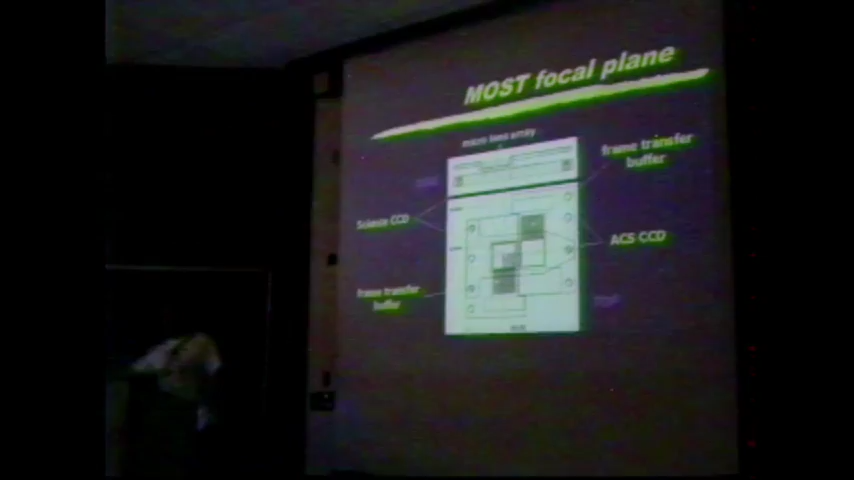 MOST focal plane
micro lens array
frame transfer
buffer
Science CCD
ACS CCD
frame transfer
buffer